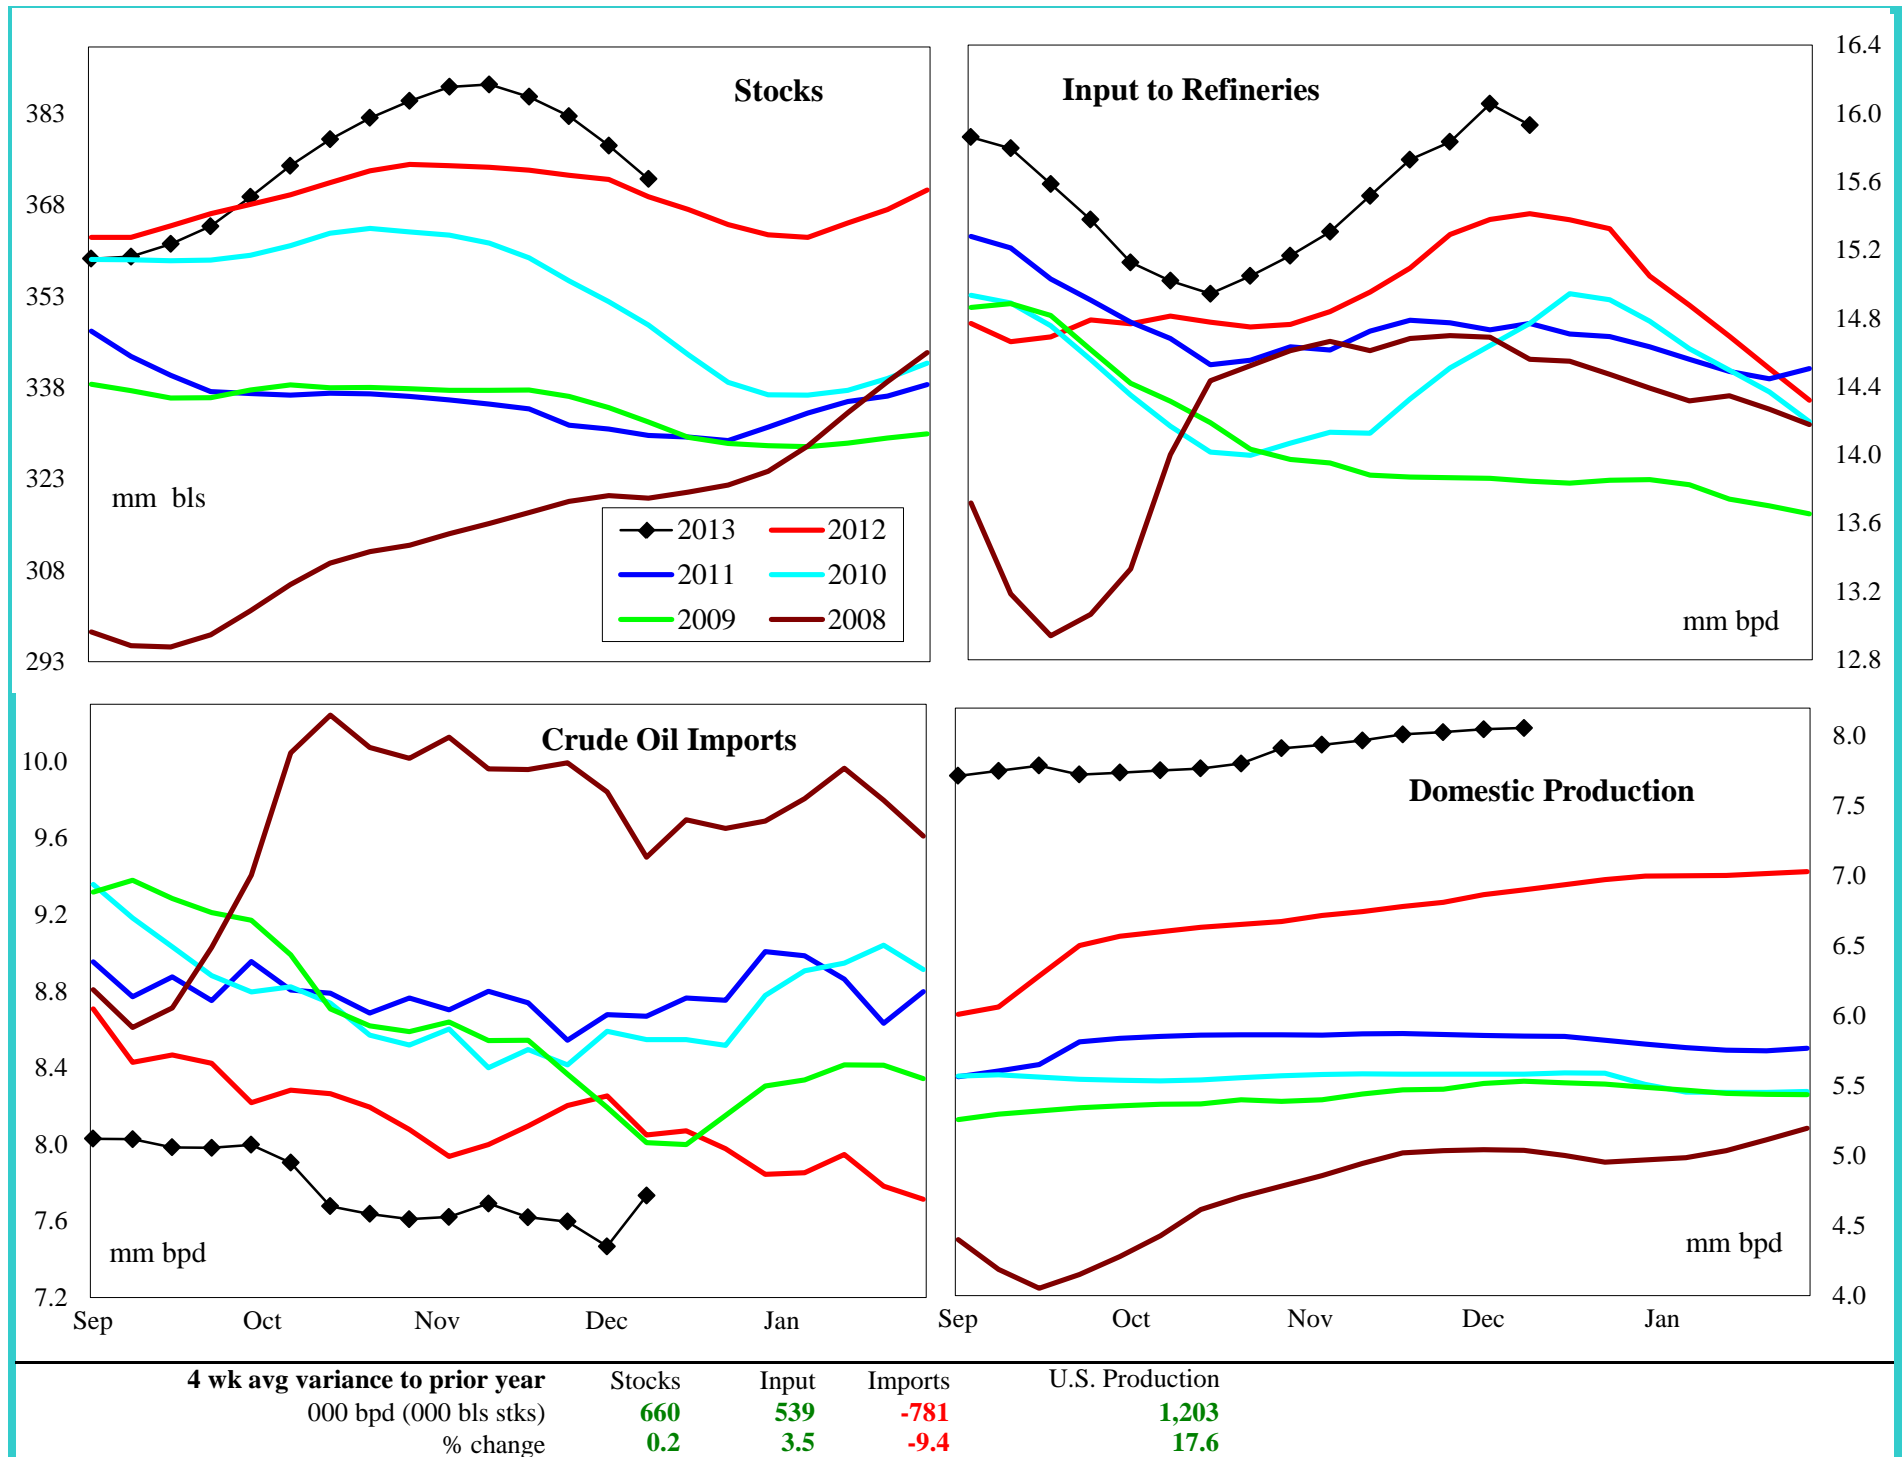 Stocks
383
368
353
338
323
308
293
mm bls
2013 2012
2011 2010
2009 2008
Input to Refineries
16.4
16.0
15.6
15.2
14.8
14.4
14.0
13.6
13.2
12.8
mm bpd
Crude Oil Imports
10.0
9.6
9.2
8.8
8.4
8.0
7.6
7.2
mm bpd
Sep Oct Nov Dec Jan
Domestic Production
8.0
7.5
7.0
6.5
6.0
5.5
5.0
4.5
4.0
mm bpd
Sep Oct Nov Dec Jan
4 wk avg variance to prior year Stocks Input Imports U.S. Production
000 bpd (000 bls stks) 660 539 -781 1,203
% change 0.2 3.5 -9.4 17.6